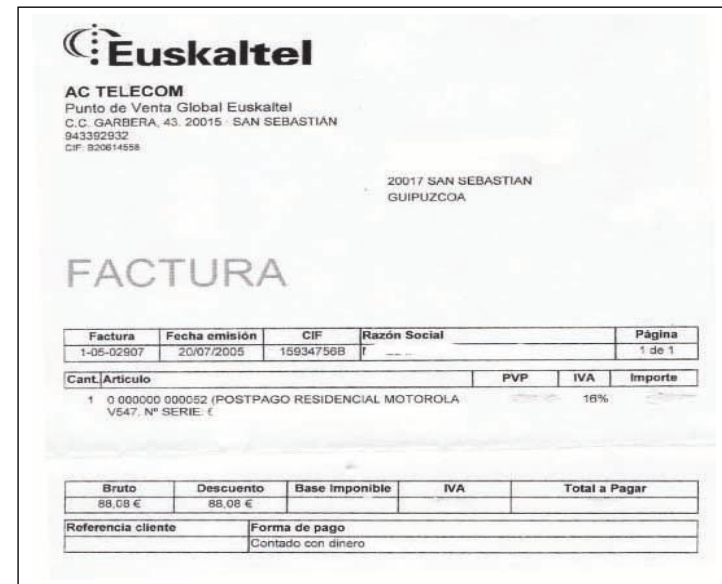 Euskaltel
AC TELECOM
Punto de Venta Global Euskaltel
C.C. GARBERA, 43. 20015 · SAN SEBASTIÁN
943392932
CIF: B20614558
20017 SAN SEBASTIAN
GUIPUZCOA
FACTURA
Factura Fecha emisión CIF Razón Social Página
1-05-02907 20/07/2005 15934756B 1 de 1
Cant. Artículo PVP IVA Importe
1 0 000000 000052 (POSTPAGO RESIDENCIAL MOTOROLA 16%
V547. Nº SERIE:
Bruto Descuento Base Imponible IVA Total a Pagar
88,08 € 88,08 €
Referencia cliente Forma de pago
Contado con dinero